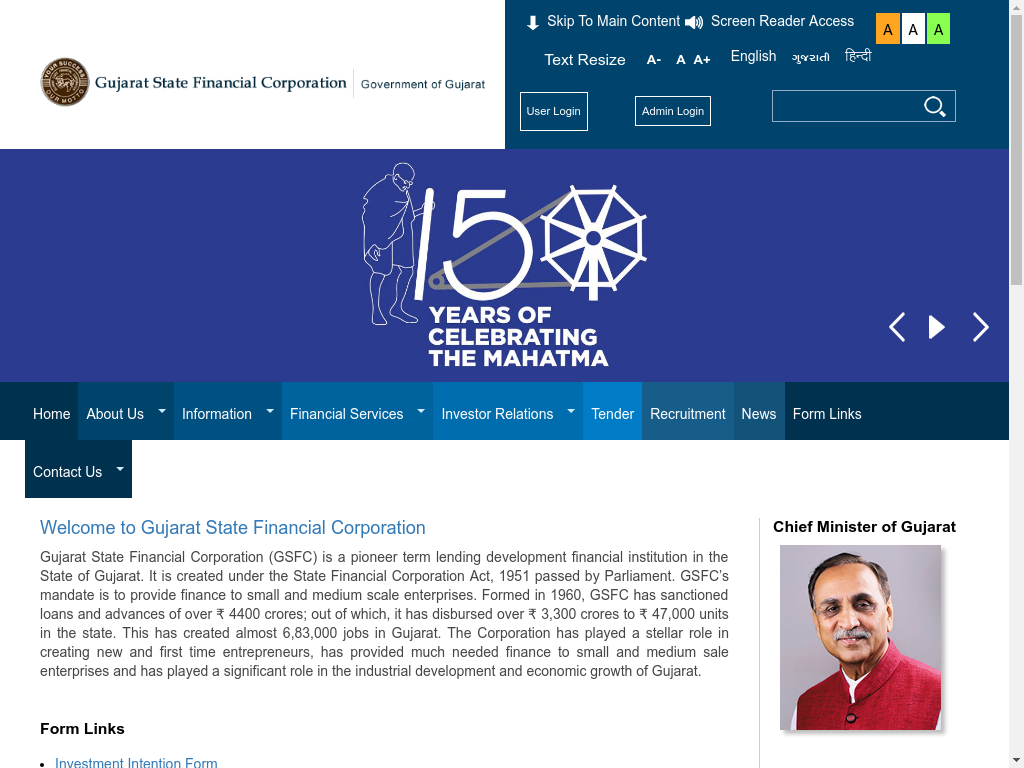 Skip To Main Content Screen Reader Access
A A A
Text Resize A- A A+ English ગુજરાતી हिन्दी
YOUR SUCCESS
OUR MOTTO
Gujarat State Financial Corporation Government of Gujarat
User Login Admin Login
150
YEARS OF
CELEBRATING
THE MAHATMA
Home About Us Information Financial Services Investor Relations Tender Recruitment News Form Links
Contact Us
Welcome to Gujarat State Financial Corporation
Gujarat State Financial Corporation (GSFC) is a pioneer term lending development financial institution in the
State of Gujarat. It is created under the State Financial Corporation Act, 1951 passed by Parliament. GSFC’s
mandate is to provide finance to small and medium scale enterprises. Formed in 1960, GSFC has sanctioned
loans and advances of over ₹ 4400 crores; out of which, it has disbursed over ₹ 3,300 crores to ₹ 47,000 units
in the state. This has created almost 6,83,000 jobs in Gujarat. The Corporation has played a stellar role in
creating new and first time entrepreneurs, has provided much needed finance to small and medium sale
enterprises and has played a significant role in the industrial development and economic growth of Gujarat.
Chief Minister of Gujarat
Form Links
Investment Intention Form